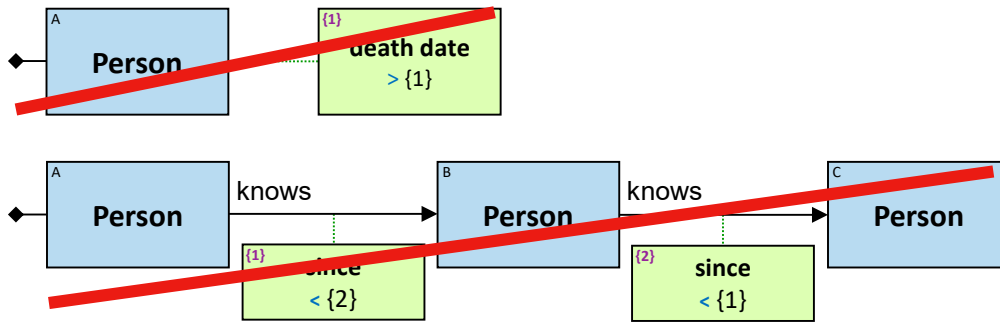 A
Person
{1}
death date
> {1}
A
Person
knows
B
Person
knows
C
Person
{1}
since
< {2}
{2}
since
< {1}